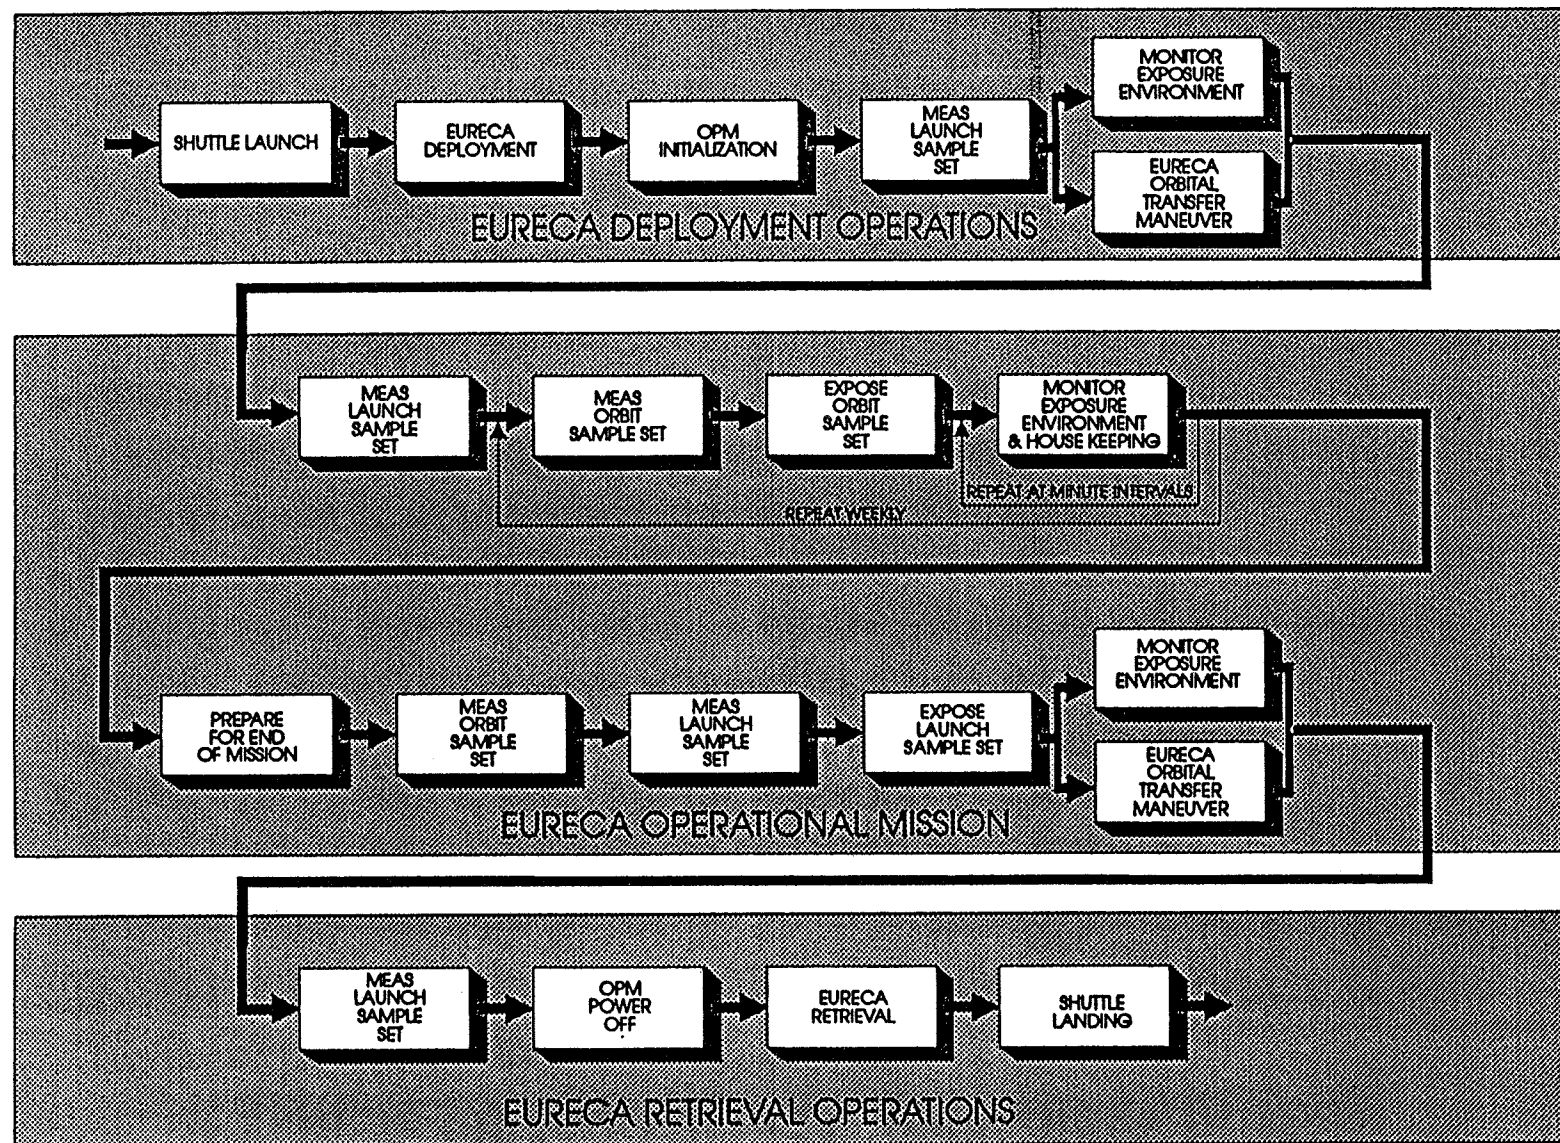 SHUTTLE LAUNCH
EURECA
DEPLOYMENT
OPM
INITIALIZATION
MEAS
LAUNCH
SAMPLE
SET
MONITOR
EXPOSURE
ENVIRONMENT
EURECA
ORBITAL
TRANSFER
MANEUVER
EURECA DEPLOYMENT OPERATIONS
MEAS
LAUNCH
SAMPLE
SET
MEAS
ORBIT
SAMPLE SET
EXPOSE
ORBIT
SAMPLE
SET
MONITOR
EXPOSURE
ENVIRONMENT
& HOUSE KEEPING
REPEAT AT MINUTE INTERVALS
REPEAT WEEKLY
PREPARE
FOR END
OF MISSION
MEAS
ORBIT
SAMPLE
SET
MEAS
LAUNCH
SAMPLE
SET
EXPOSE
LAUNCH
SAMPLE SET
MONITOR
EXPOSURE
ENVIRONMENT
EURECA
ORBITAL
TRANSFER
MANEUVER
EURECA OPERATIONAL MISSION
MEAS
LAUNCH
SAMPLE
SET
OPM
POWER
OFF
EURECA
RETRIEVAL
SHUTTLE
LANDING
EURECA RETRIEVAL OPERATIONS